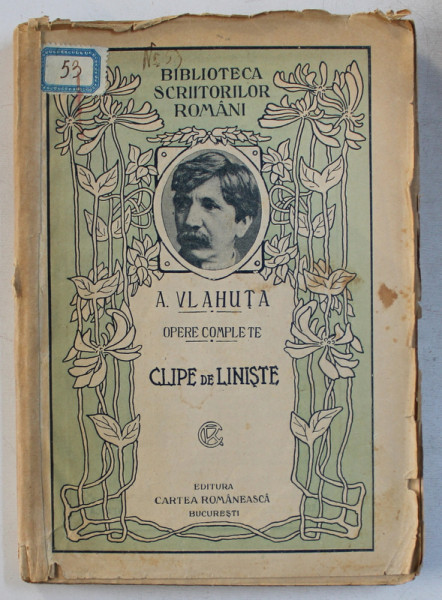 53
BIBLIOTECA
SCRIITORILOR
ROMÂNI
A. VLAHUȚA
OPERE COMPLETE
CLIPE DE LINIȘTE
EDITURA
CARTEA ROMÂNEASCĂ
BUCUREȘTI